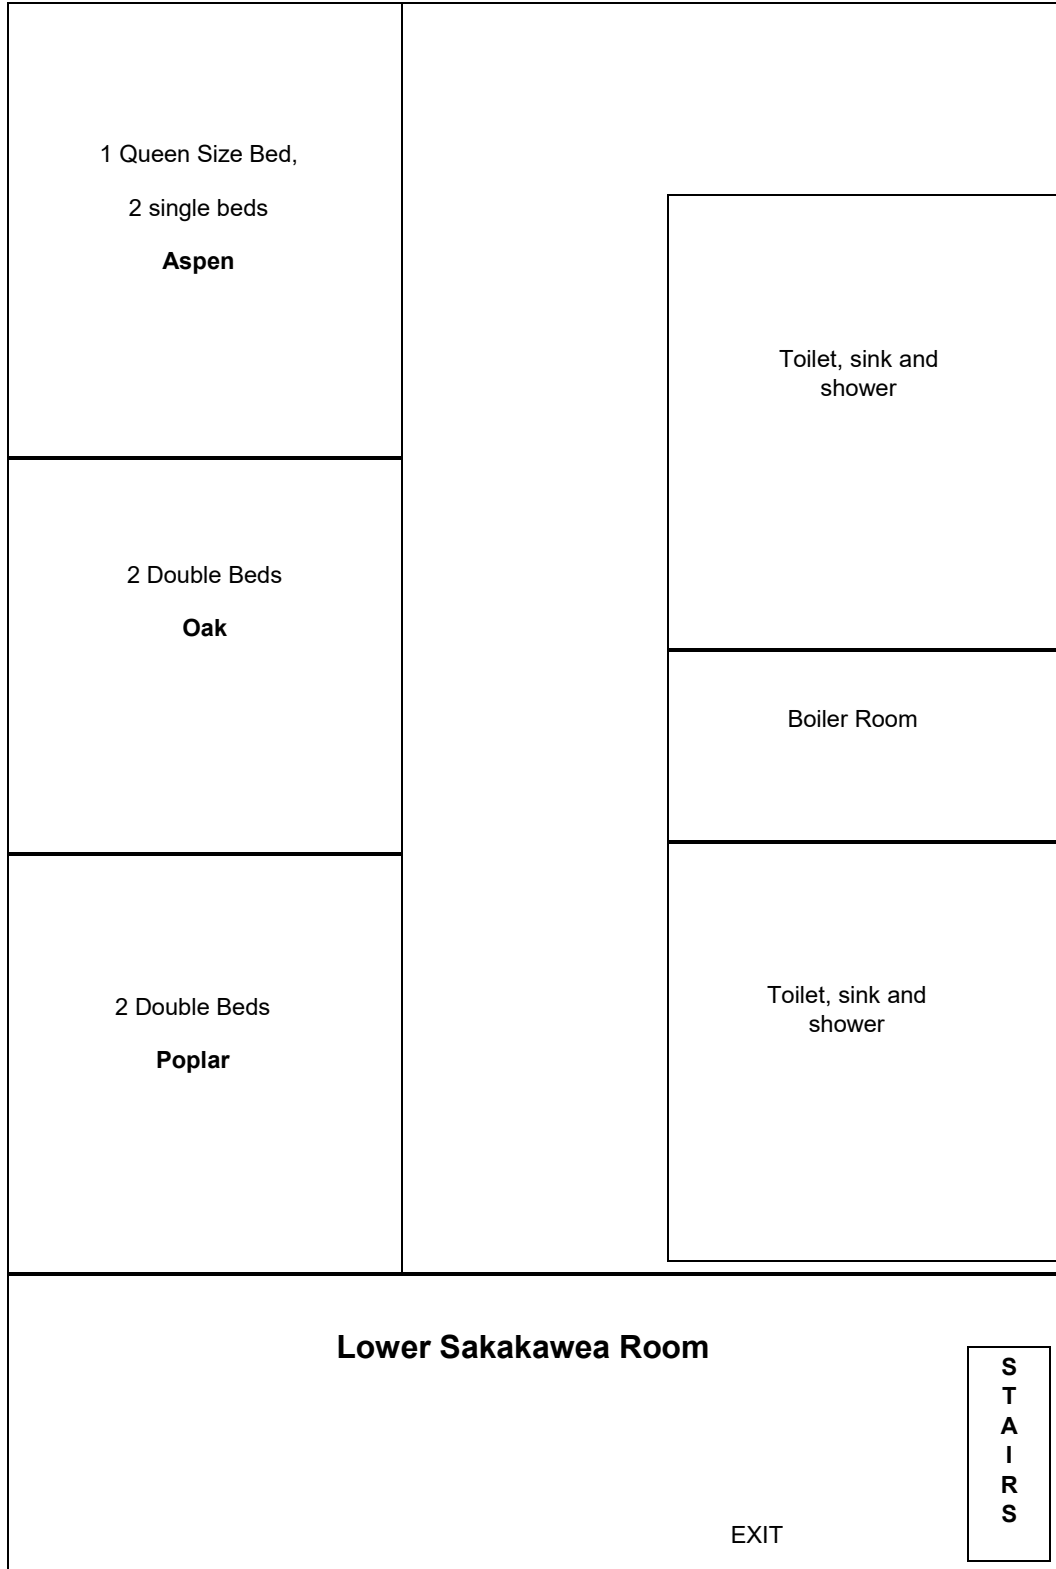 1 Queen Size Bed,
2 single beds
Aspen
Toilet, sink and
shower
2 Double Beds
Oak
Boiler Room
2 Double Beds
Poplar
Toilet, sink and
shower
Lower Sakakawea Room
S
T
A
I
R
S
EXIT